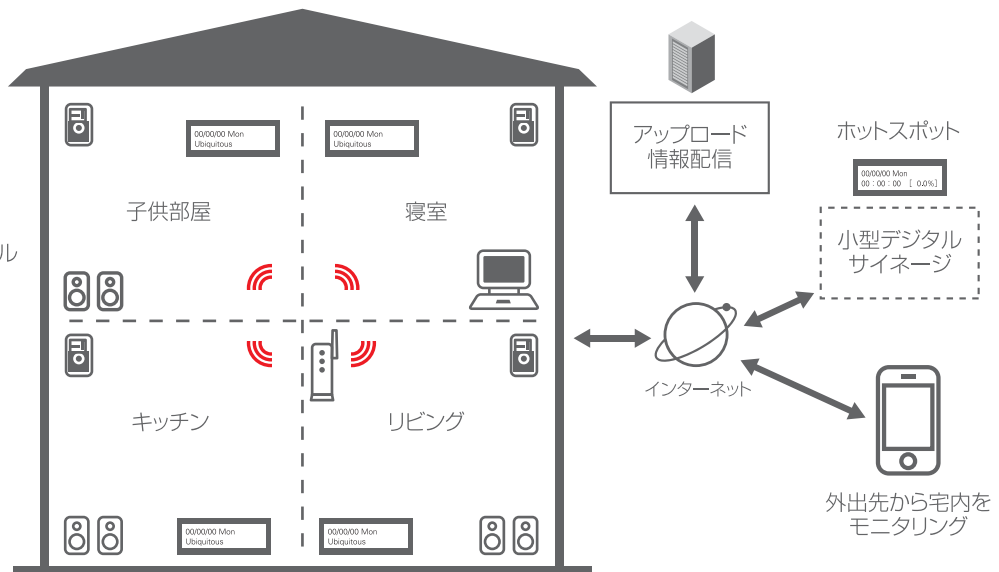 00/00/00 Mon
Ubiquitous
00/00/00 Mon
Ubiquitous
子供部屋
寝室
ル
キッチン
リビング
00/00/00 Mon
Ubiquitous
00/00/00 Mon
Ubiquitous
アップロード
情報配信
インターネット
ホットスポット
00/00/00 Mon
00 : 00 : 00 [ 0.0%]
小型デジタル
サイネージ
外出先から宅内を
モニタリング